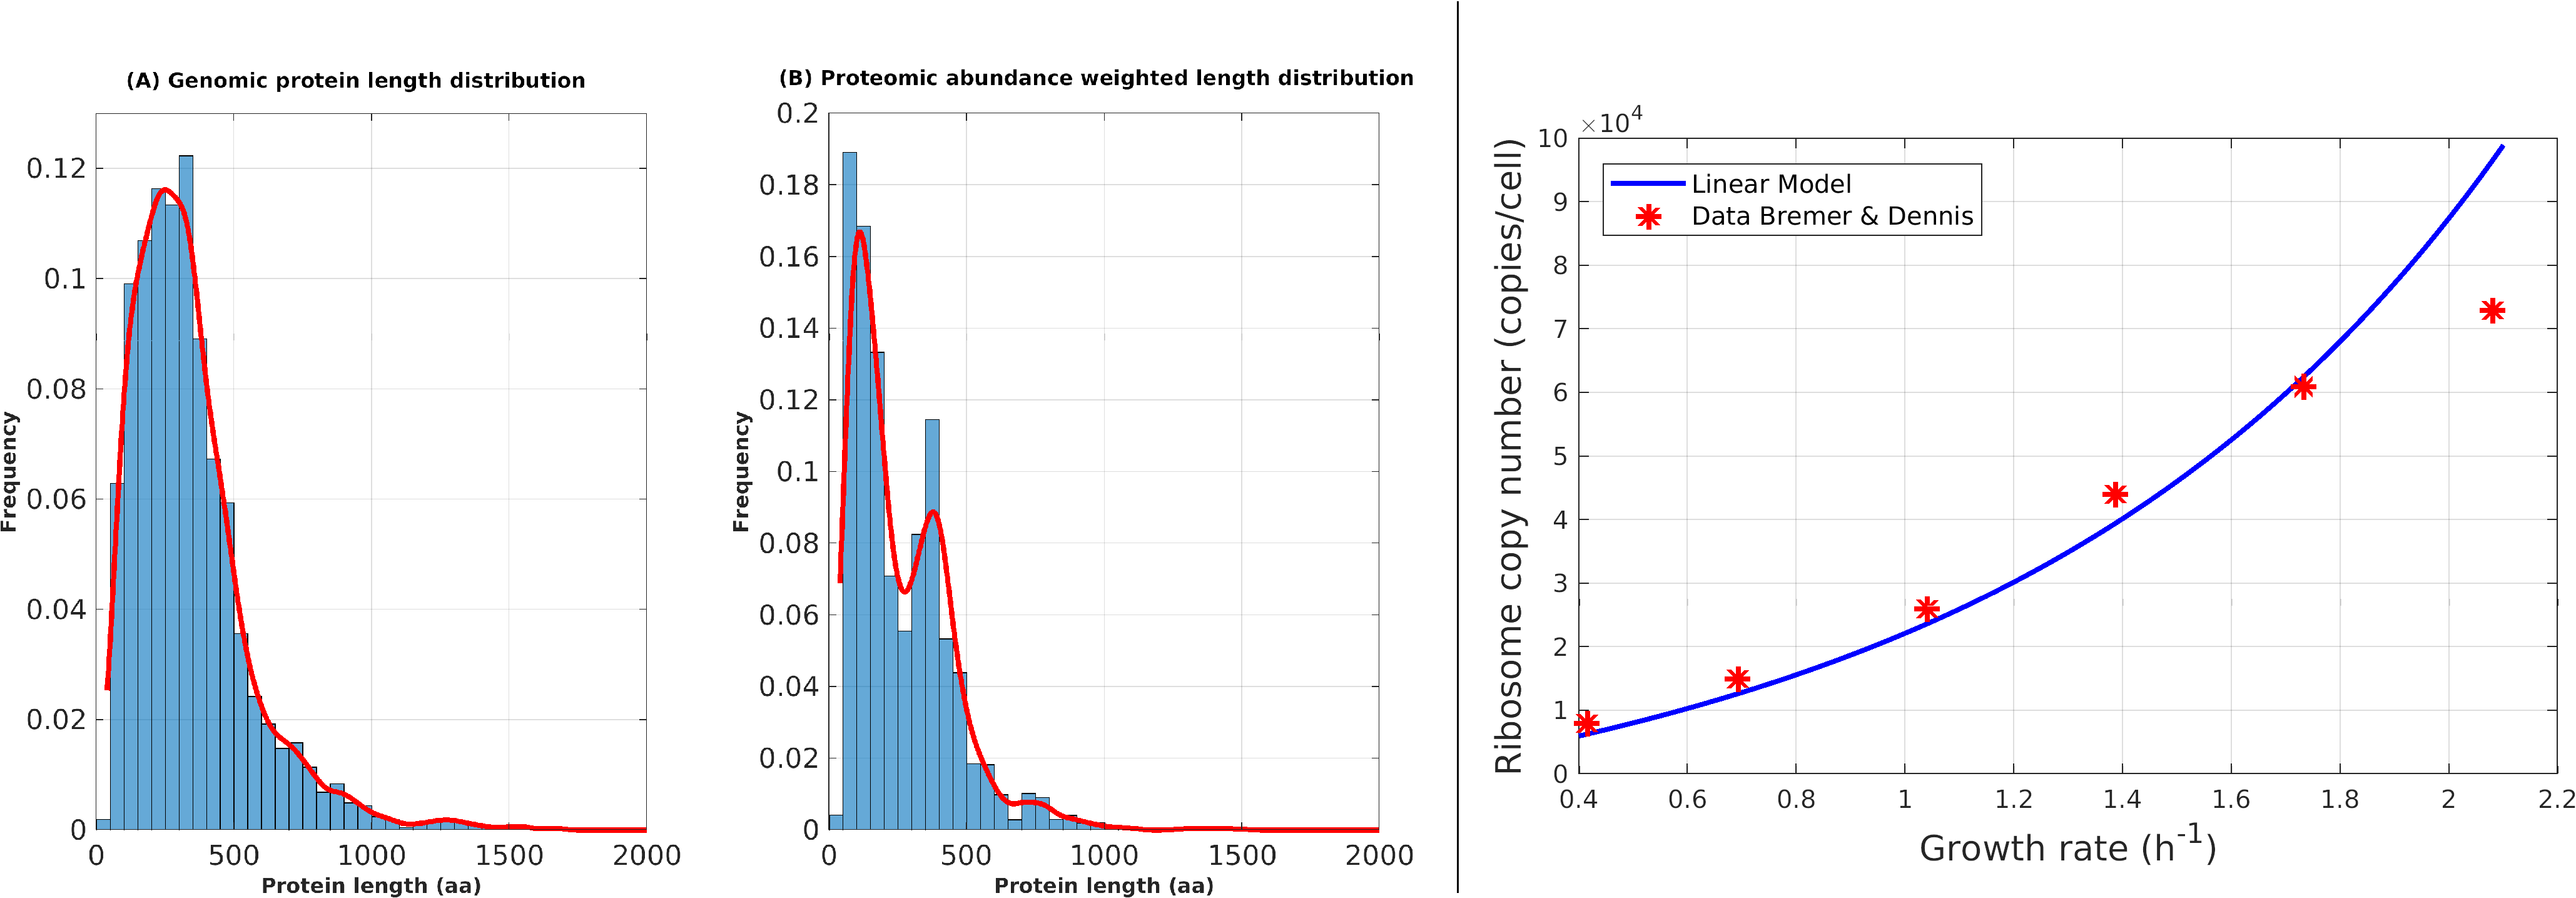 (A) Genomic protein length distribution
0.12
0.1
0.08
0.06
0.04
0.02
0
0 500 1000 1500 2000
Frequency
Protein length (aa)
(B) Proteomic abundance weighted length distribution
0.2
0.18
0.16
0.14
0.12
0.1
0.08
0.06
0.04
0.02
0
0 500 1000 1500 2000
Frequency
Protein length (aa)
×10⁴
10
9
8
7
6
5
4
3
2
1
0
0.4 0.6 0.8 1 1.2 1.4 1.6 1.8 2 2.2
Ribosome copy number (copies/cell)
Growth rate (h⁻¹)
Linear Model
Data Bremer & Dennis